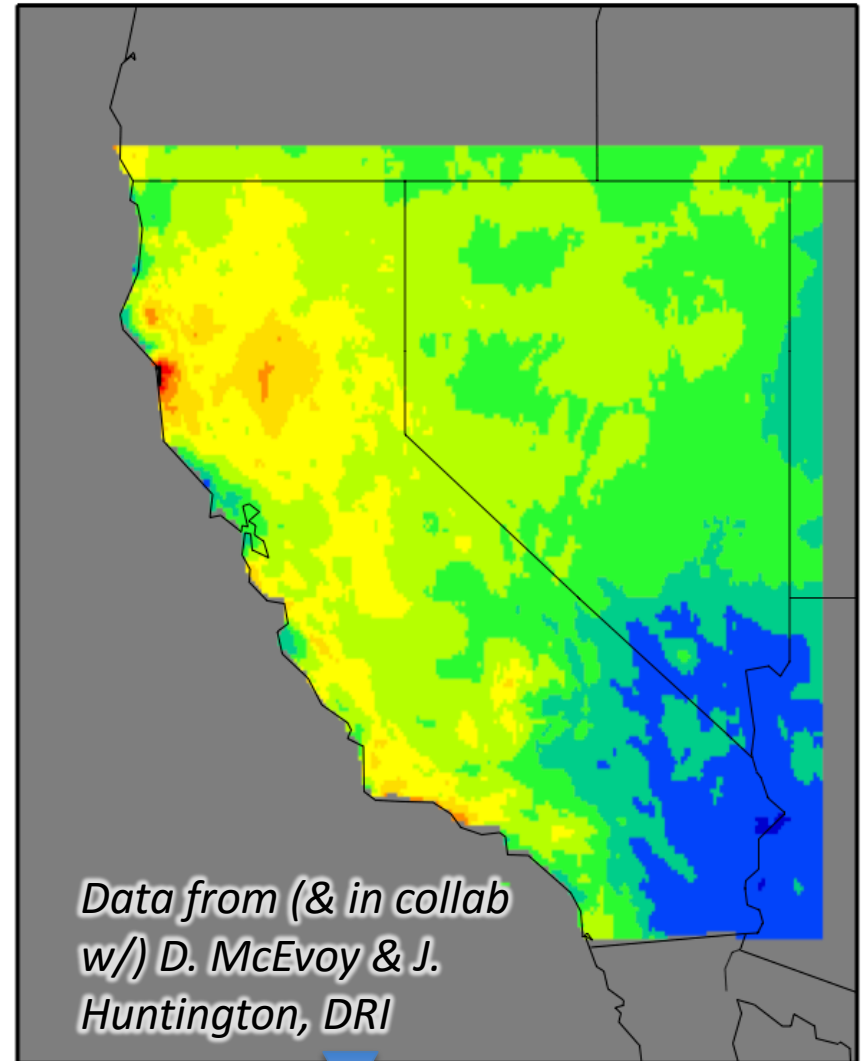 Data from (& in collab
w/) D. McEvoy & J.
Huntington, DRI